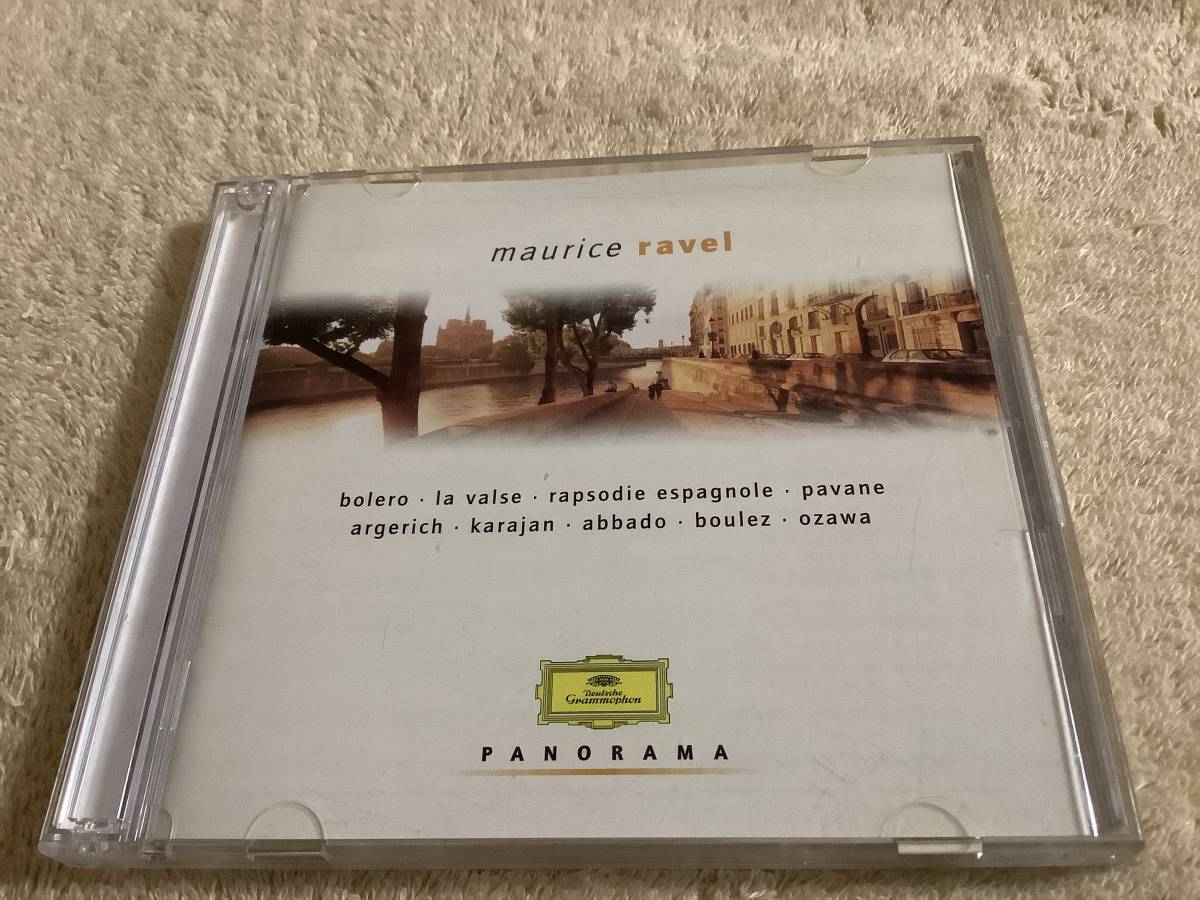 maurice ravel
bolero · la valse · rapsodie espagnole · pavane
argerich · karajan · abbado · boulez · ozawa
Deutsche
Grammophon
PANORAMA